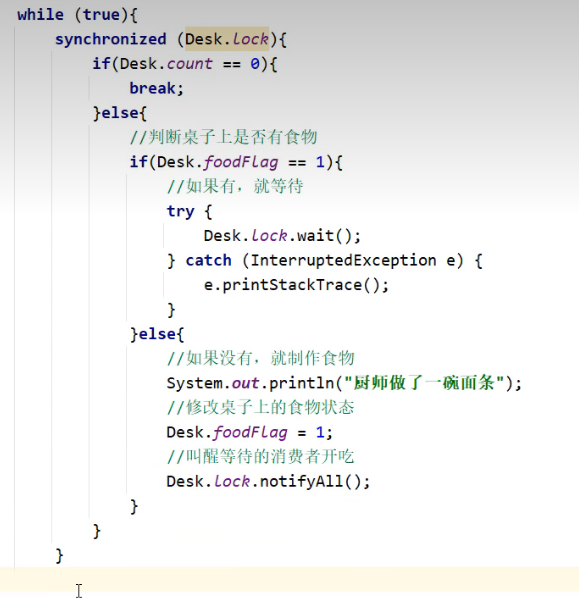 while (true){
synchronized (Desk.lock){
if(Desk.count == 0){
break;
}else{
//判断桌子上是否有食物
if(Desk.foodFlag == 1){
//如果有，就等待
try {
Desk.lock.wait();
} catch (InterruptedException e) {
e.printStackTrace();
}
}else{
//如果没有，就制作食物
System.out.println("厨师做了一碗面条");
//修改桌子上的食物状态
Desk.foodFlag = 1;
//叫醒等待的消费者开吃
Desk.lock.notifyAll();
}
}
}